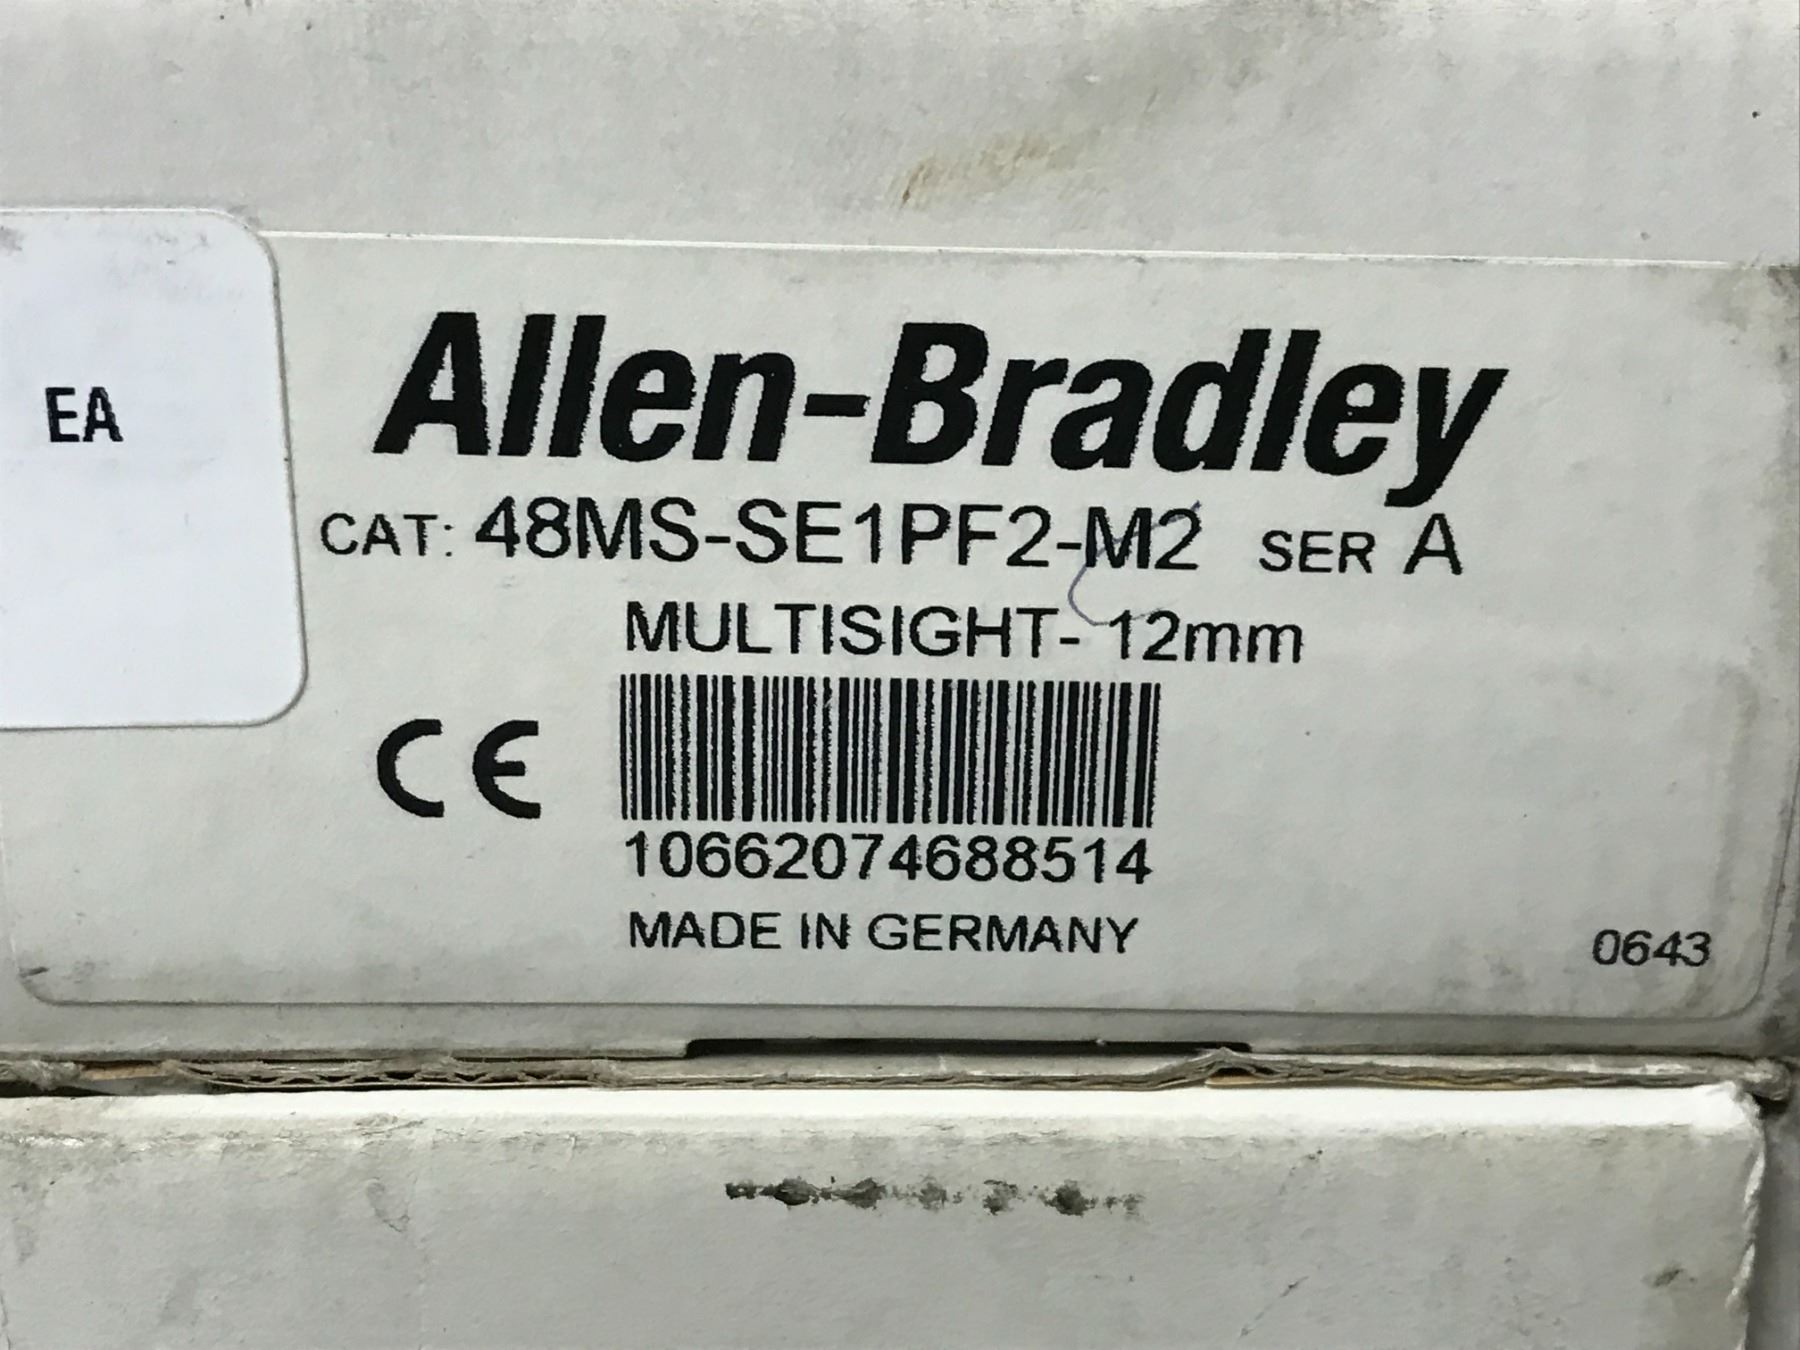 EA
Allen-Bradley
CAT: 48MS-SE1PF2-M2 SER A
MULTISIGHT- 12mm
CE
10662074688514
MADE IN GERMANY
0643